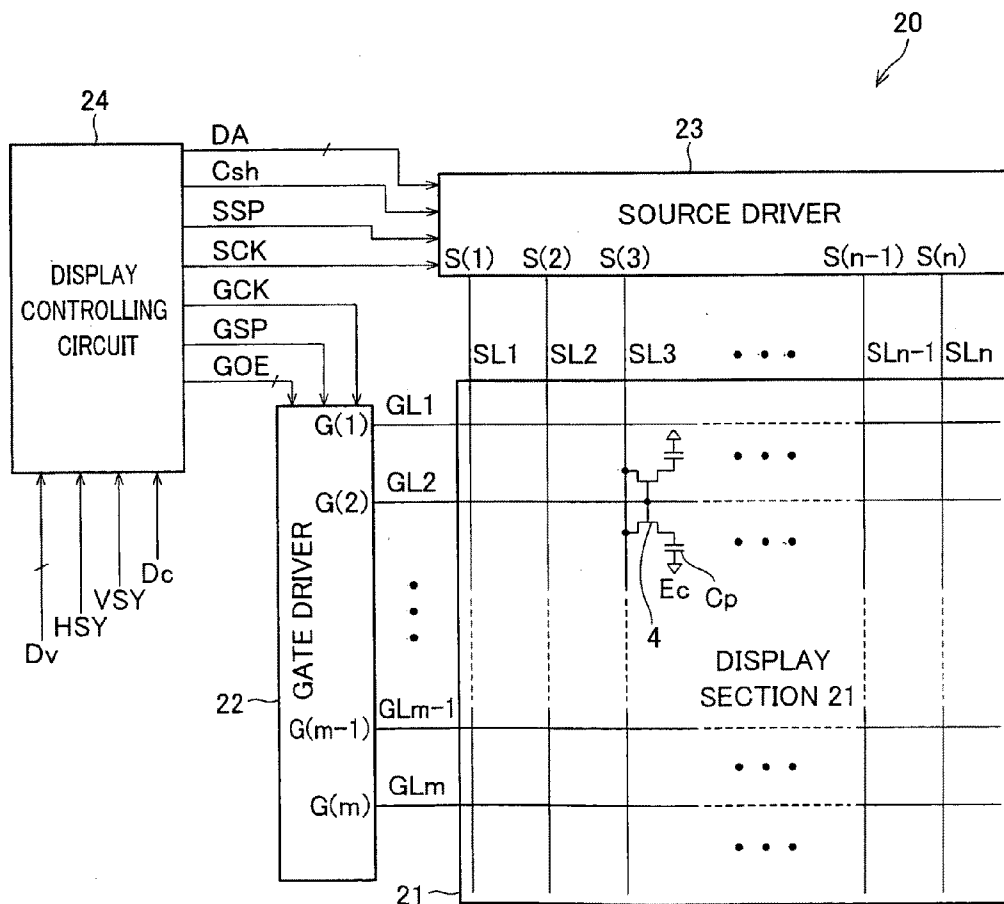 20
24
DISPLAY
CONTROLLING
CIRCUIT
DA
Csh
SSP
SCK
GCK
GSP
GOE
23
SOURCE DRIVER
S(1) S(2) S(3) S(n-1) S(n)
SL1 SL2 SL3 • • • SLn-1 SLn
Dv
HSY
VSY
Dc
22
GATE DRIVER
G(1)
G(2)
G(m-1)
G(m)
GL1
GL2
GLm-1
GLm
Ec
Cp
4
DISPLAY
SECTION 21
21